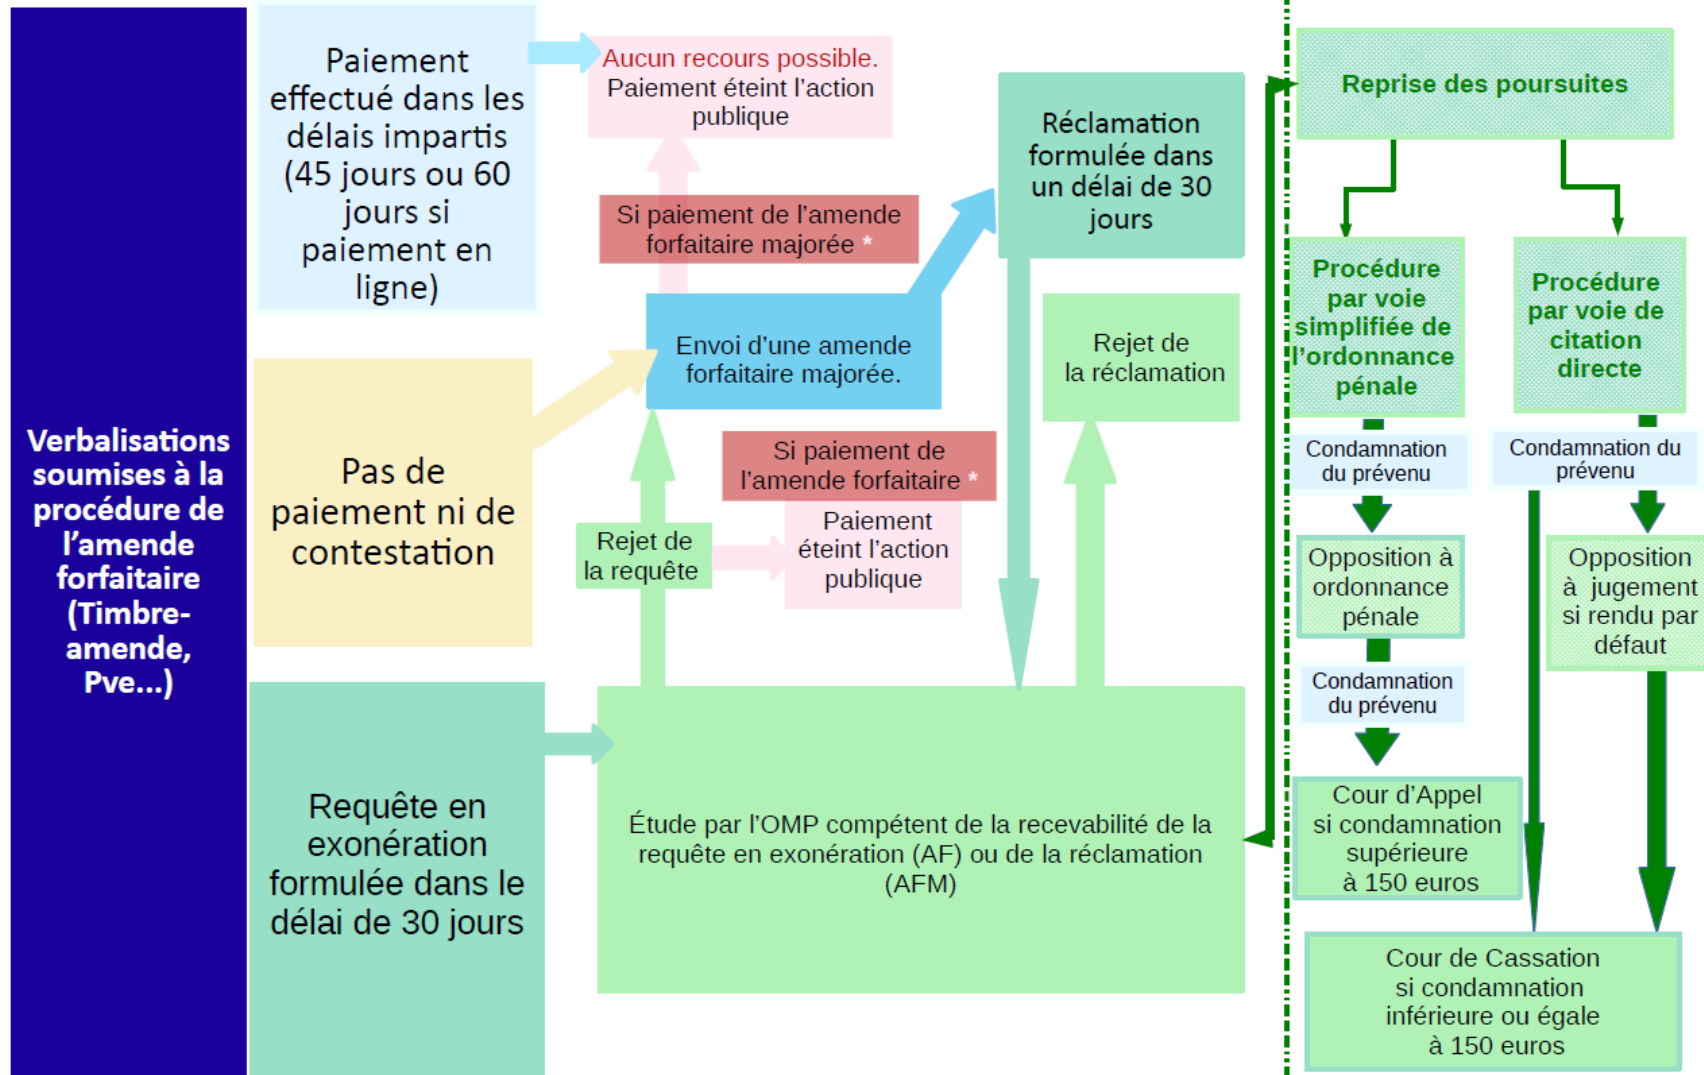 Verbalisations
soumises à la
procédure de
l'amende
forfaitaire
(Timbre-
amende,
Pve...)
Paiement
effectué dans les
délais impartis
(45 jours ou 60
jours si
paiement en
ligne)
Pas de
paiement ni de
contestation
Requête en
exonération
formulée dans le
délai de 30 jours
Aucun recours possible.
Paiement éteint l'action
publique
Si paiement de l'amende
forfaitaire majorée *
Envoi d'une amende
forfaitaire majorée.
Si paiement de
l'amende forfaitaire *
Rejet de
la requête
Paiement
éteint l'action
publique
Réclamation
formulée dans
un délai de 30
jours
Rejet de
la réclamation
Étude par l'OMP compétent de la recevabilité de la
requête en exonération (AF) ou de la réclamation
(AFM)
Reprise des poursuites
Procédure
par voie
simplifiée de
l'ordonnance
pénale
Condamnation
du prévenu
Opposition à
ordonnance
pénale
Condamnation
du prévenu
Cour d'Appel
si condamnation
supérieure
à 150 euros
Procédure
par voie de
citation
directe
Condamnation du
prévenu
Opposition
à jugement
si rendu par
défaut
Cour de Cassation
si condamnation
inférieure ou égale
à 150 euros